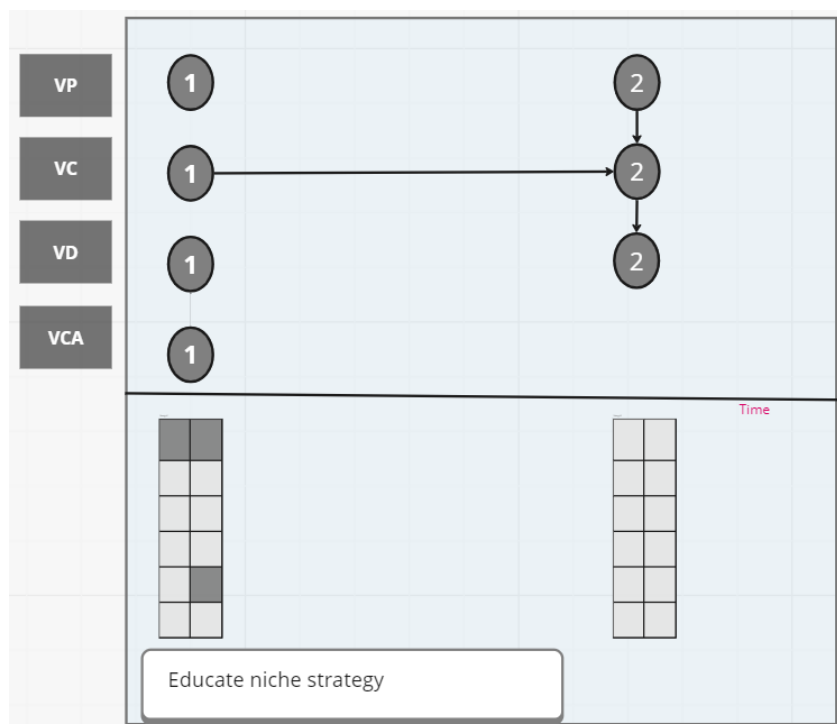 VP 1 2
VC 1 2
VD 1 2
VCA 1
Time
Educate niche strategy